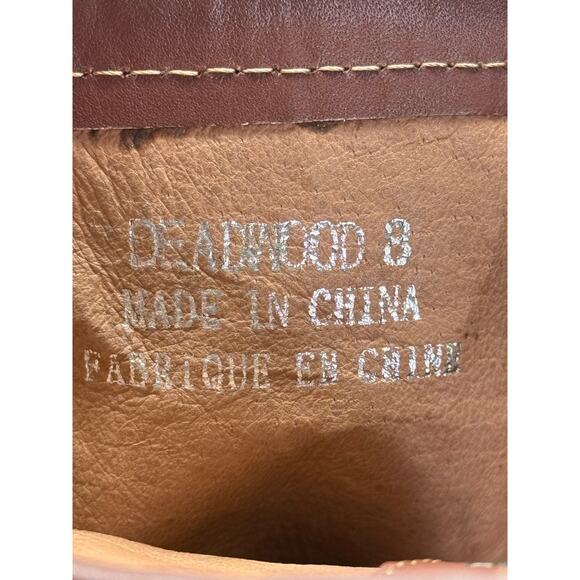 DEADWOOD 8
MADE IN CHINA
FABRIQUE EN CHINE